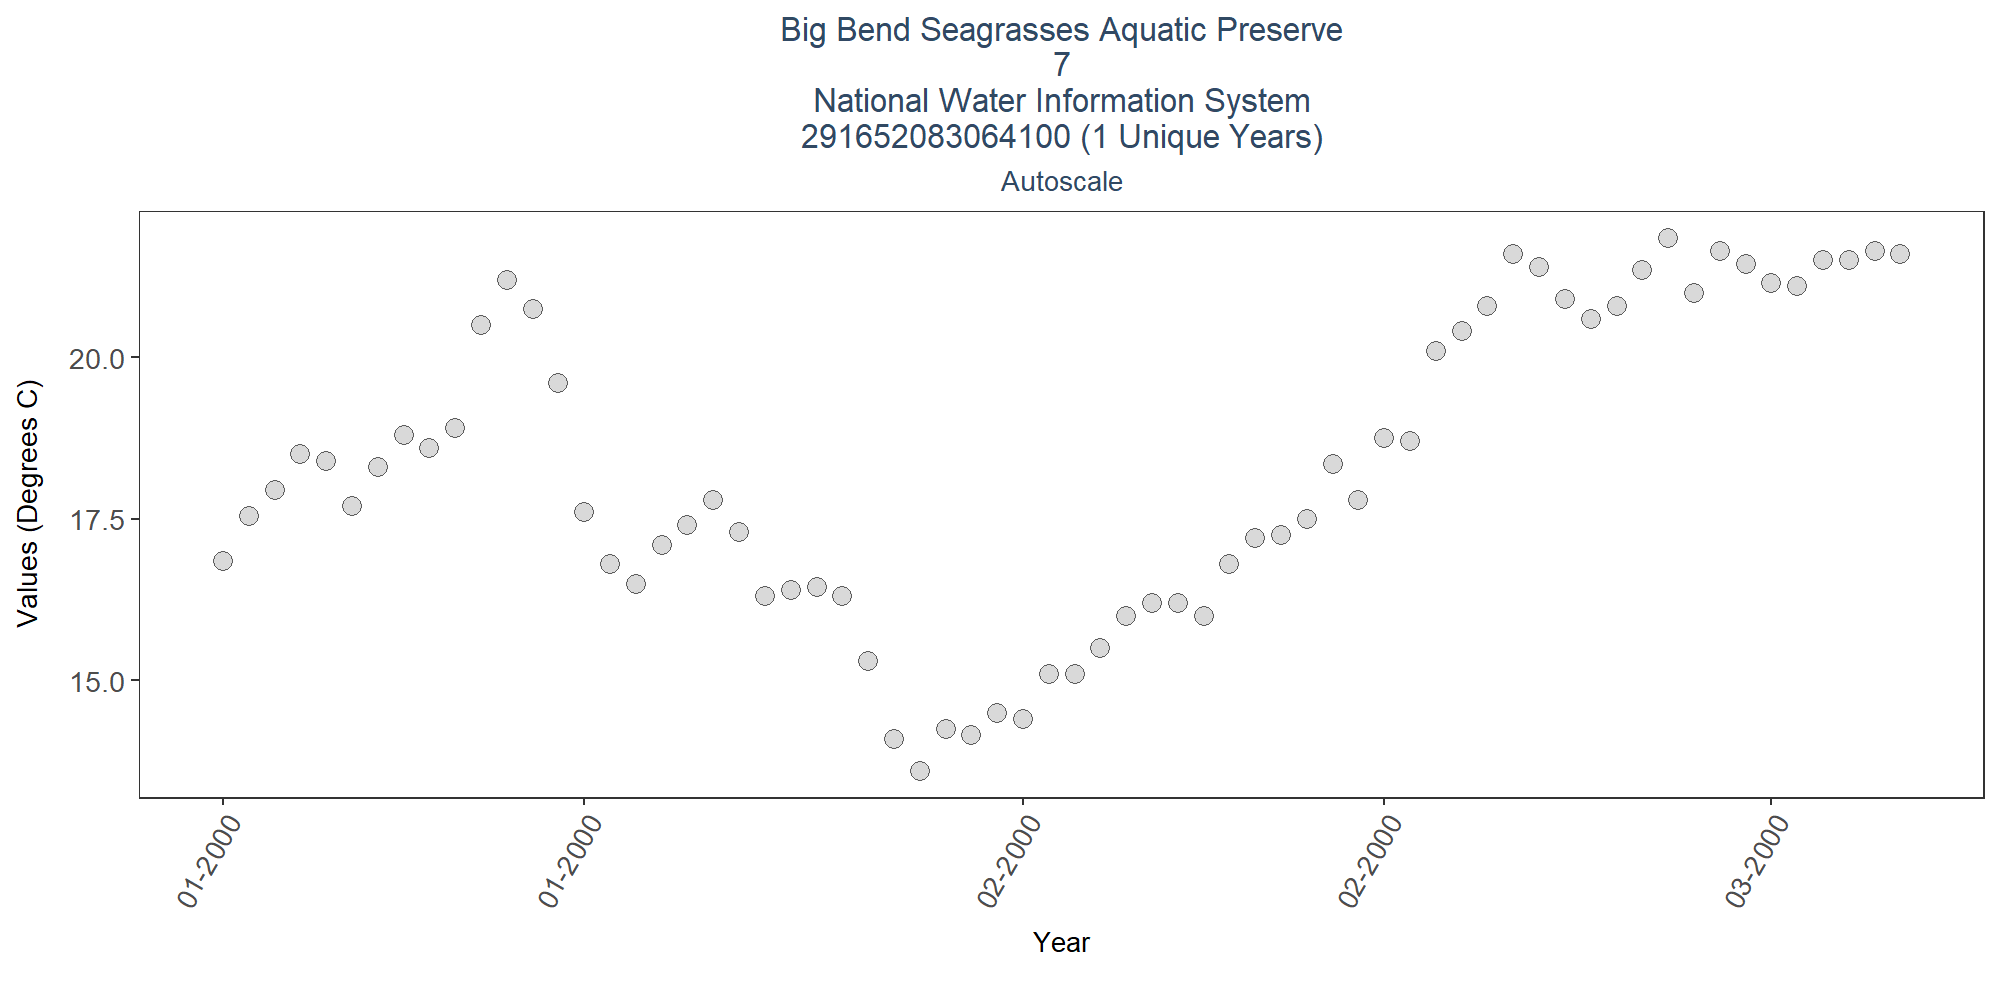 Big Bend Seagrasses Aquatic Preserve
7
National Water Information System
291652083064100 (1 Unique Years)
Autoscale
Values (Degrees C)
20.0
17.5
15.0
01-2000
01-2000
02-2000
02-2000
03-2000
Year